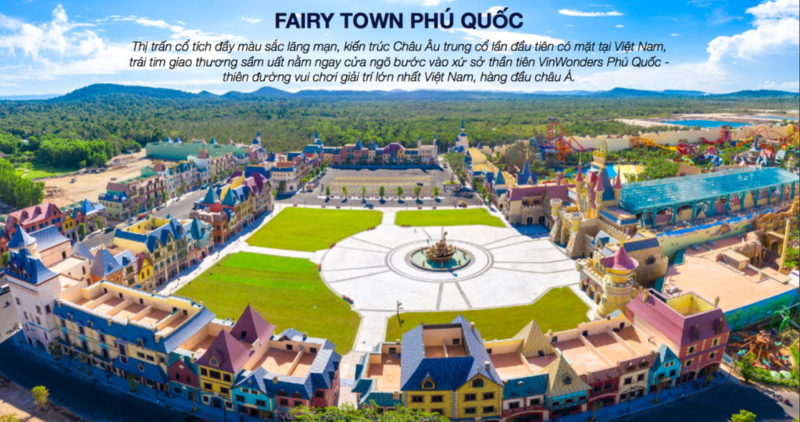 FAIRY TOWN PHÚ QUỐC
Thị trấn cổ tích đầy màu sắc lãng mạn, kiến trúc Châu Âu trung cổ lần đầu tiên có mặt tại Việt Nam,
trái tim giao thương sầm uất nằm ngay cửa ngõ bước vào xứ sở thần tiên VinWonders Phú Quốc -
thiên đường vui chơi giải trí lớn nhất Việt Nam, hàng đầu châu Á.